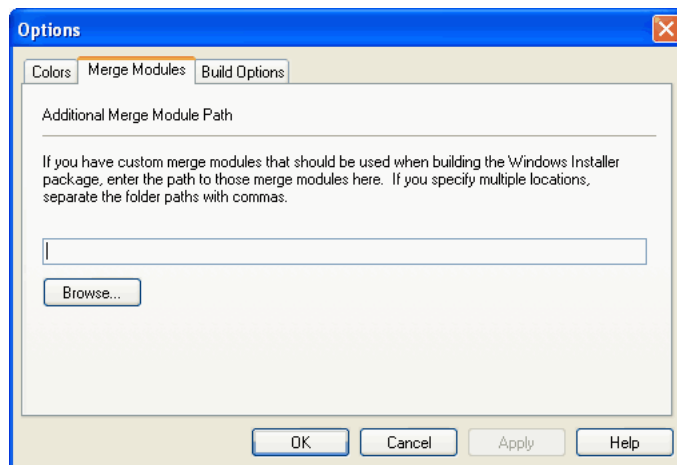 Options
Colors Merge Modules Build Options
Additional Merge Module Path
If you have custom merge modules that should be used when building the Windows Installer
package, enter the path to those merge modules here. If you specify multiple locations,
separate the folder paths with commas.
Browse...
OK Cancel Apply Help